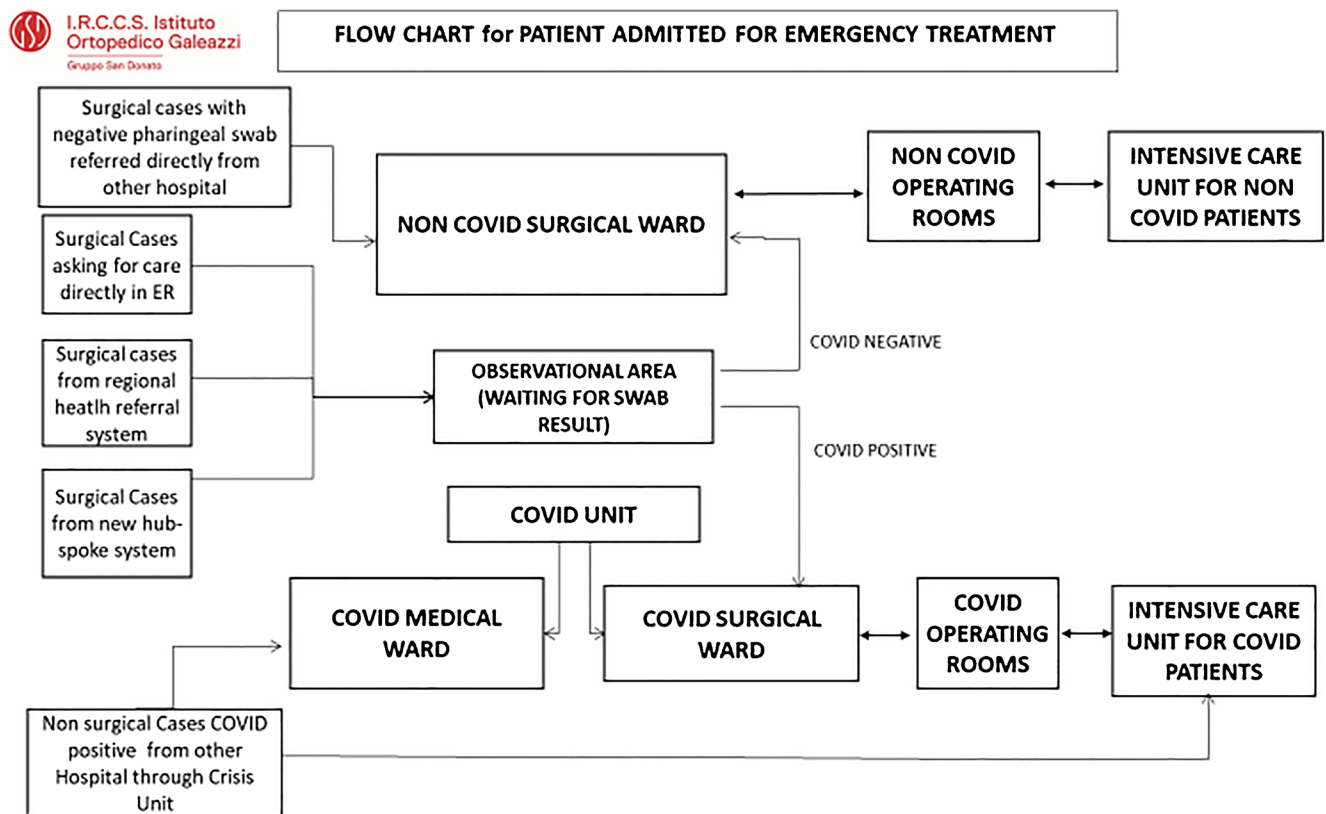 I.R.C.C.S. Istituto
Ortopedico Galeazzi
Gruppo San Donato
FLOW CHART for PATIENT ADMITTED FOR EMERGENCY TREATMENT
Surgical cases with
negative pharingeal swab
referred directly from
other hospital
NON COVID SURGICAL WARD
NON COVID
OPERATING
ROOMS
INTENSIVE CARE
UNIT FOR NON
COVID PATIENTS
Surgical Cases
asking for care
directly in ER
COVID NEGATIVE
Surgical cases
from regional
heatlh referral
system
OBSERVATIONAL AREA
(WAITING FOR SWAB
RESULT)
COVID POSITIVE
Surgical Cases
from new hub-
spoke system
COVID UNIT
COVID MEDICAL
WARD
COVID SURGICAL
WARD
COVID
OPERATING
ROOMS
INTENSIVE CARE
UNIT FOR COVID
PATIENTS
Non surgical Cases COVID
positive from other
Hospital through Crisis
Unit